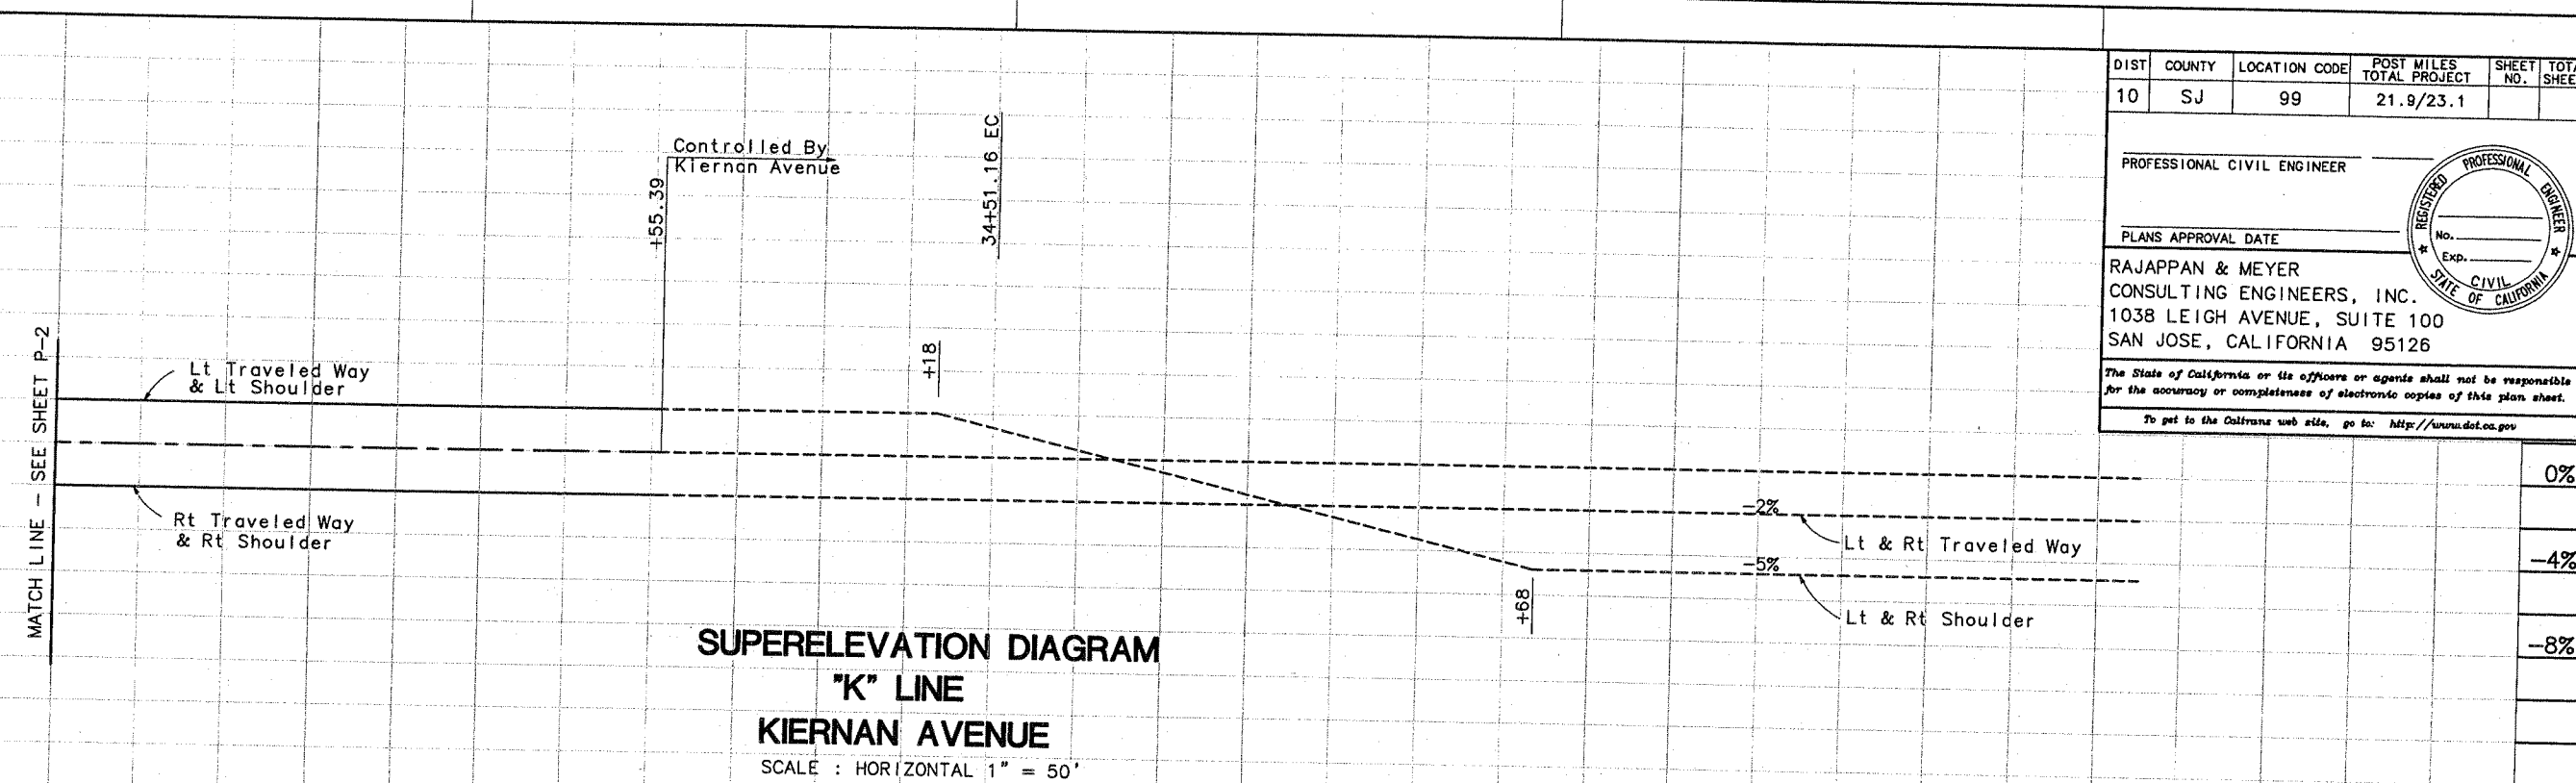 DIST COUNTY LOCATION CODE POST MILES TOTAL PROJECT SHEET NO.
10 SJ 99 21.9/23.1
PROFESSIONAL CIVIL ENGINEER
PLANS APPROVAL DATE
REGISTERED PROFESSIONAL ENGINEER
No.
Exp.
CIVIL
STATE OF CALIFORNIA
RAJAPPAN & MEYER
CONSULTING ENGINEERS, INC.
1038 LEIGH AVENUE, SUITE 100
SAN JOSE, CALIFORNIA 95126
The State of California or its officers or agents shall not be responsible
for the accuracy or completeness of electronic copies of this plan sheet.
To get to the Caltrans web site, go to: http://www.dot.ca.gov
Controlled By
Kiernan Avenue
+55.39
34+51.16 EC
+18
MATCH LINE - SEE SHEET P-2
Lt Traveled Way
& Lt Shoulder
Rt Traveled Way
& Rt Shoulder
-2%
Lt & Rt Traveled Way
-5%
Lt & Rt Shoulder
+68
0%
-4%
-8%
SUPERELEVATION DIAGRAM
"K" LINE
KIERNAN AVENUE
SCALE : HORIZONTAL 1" = 50'